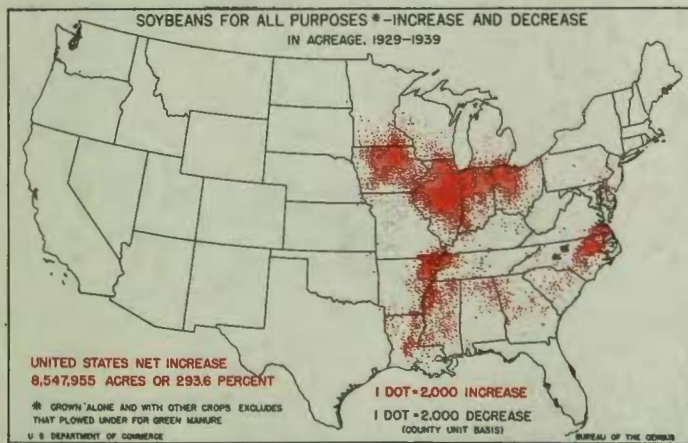 SOYBEANS FOR ALL PURPOSES *-INCREASE AND DECREASE
IN ACREAGE, 1929-1939
UNITED STATES NET INCREASE
8,547,955 ACRES OR 293.6 PERCENT
* GROWN ALONE AND WITH OTHER CROPS EXCLUDES
THAT PLOWED UNDER FOR GREEN MANURE
U S DEPARTMENT OF COMMERCE
1 DOT=2,000 INCREASE
1 DOT=2,000 DECREASE
(COUNTY UNIT BASIS)
BUREAU OF THE CENSUS